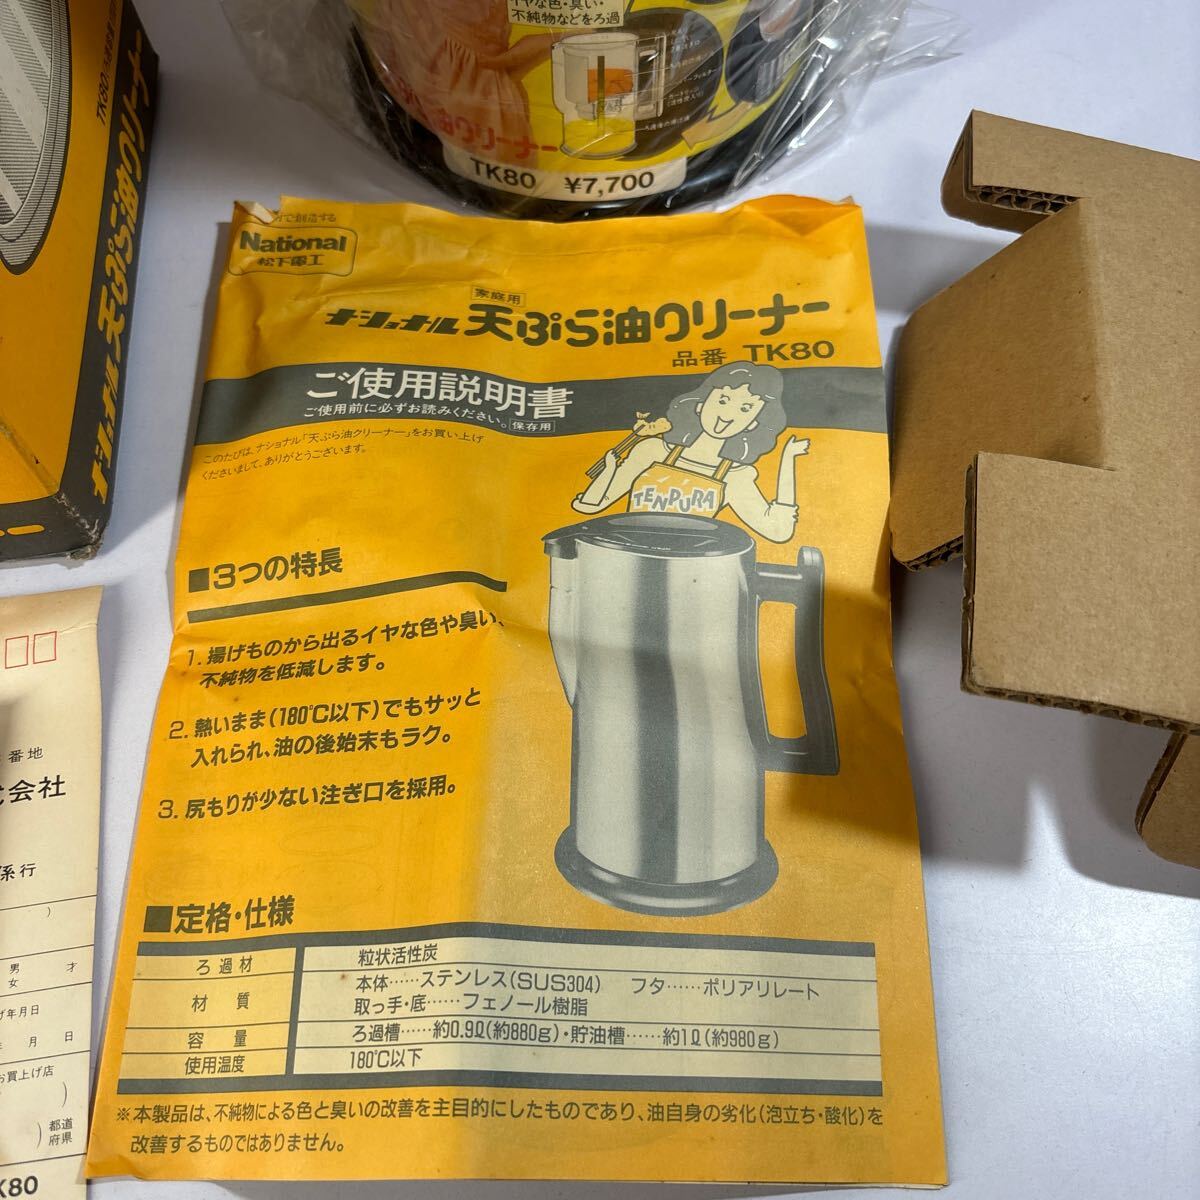 イヤな色・臭い・
不純物などをろ過
油クリーナー
TK80 ¥7,700
TK80
ナショナル天ぷら油クリーナー
で創造する
National
松下電工
家庭用
ナショナル天ぷら油クリーナー
品番 TK80
ご使用説明書
ご使用前に必ずお読みください。保存用
このたびは、ナショナル「天ぷら油クリーナー」をお買い上げ
くださいまして、ありがとうございます。
TENPURA
■3つの特長
1. 揚げものから出るイヤな色や臭い、
不純物を低減します。
2. 熱いまま(180℃以下)でもサッと
入れられ、油の後始末もラク。
3. 尻もりが少ない注ぎ口を採用。
■定格・仕様
ろ過材 粒状活性炭
材質 本体……ステンレス(SUS304) フタ……ポリアリレート
取っ手・底……フェノール樹脂
容量 ろ過槽……約0.9ℓ(約880g)・貯油槽……約1ℓ(約980g)
使用温度 180℃以下
※本製品は、不純物による色と臭いの改善を主目的にしたものであり、油自身の劣化(泡立ち・酸化)を
改善するものではありません。
番地
会社
係行
)
男 才
女
年月日
月 日
お買上げ店
)
) 都道
府県
K80